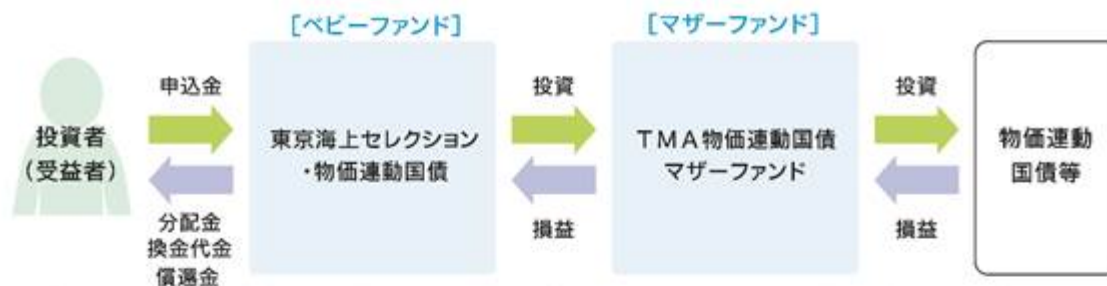 [ベビーファンド]
[マザーファンド]
投資者
(受益者)
申込金
分配金
換金代金
償還金
東京海上セレクション
・物価連動国債
投資
損益
TMA物価連動国債
マザーファンド
投資
損益
物価連動
国債等